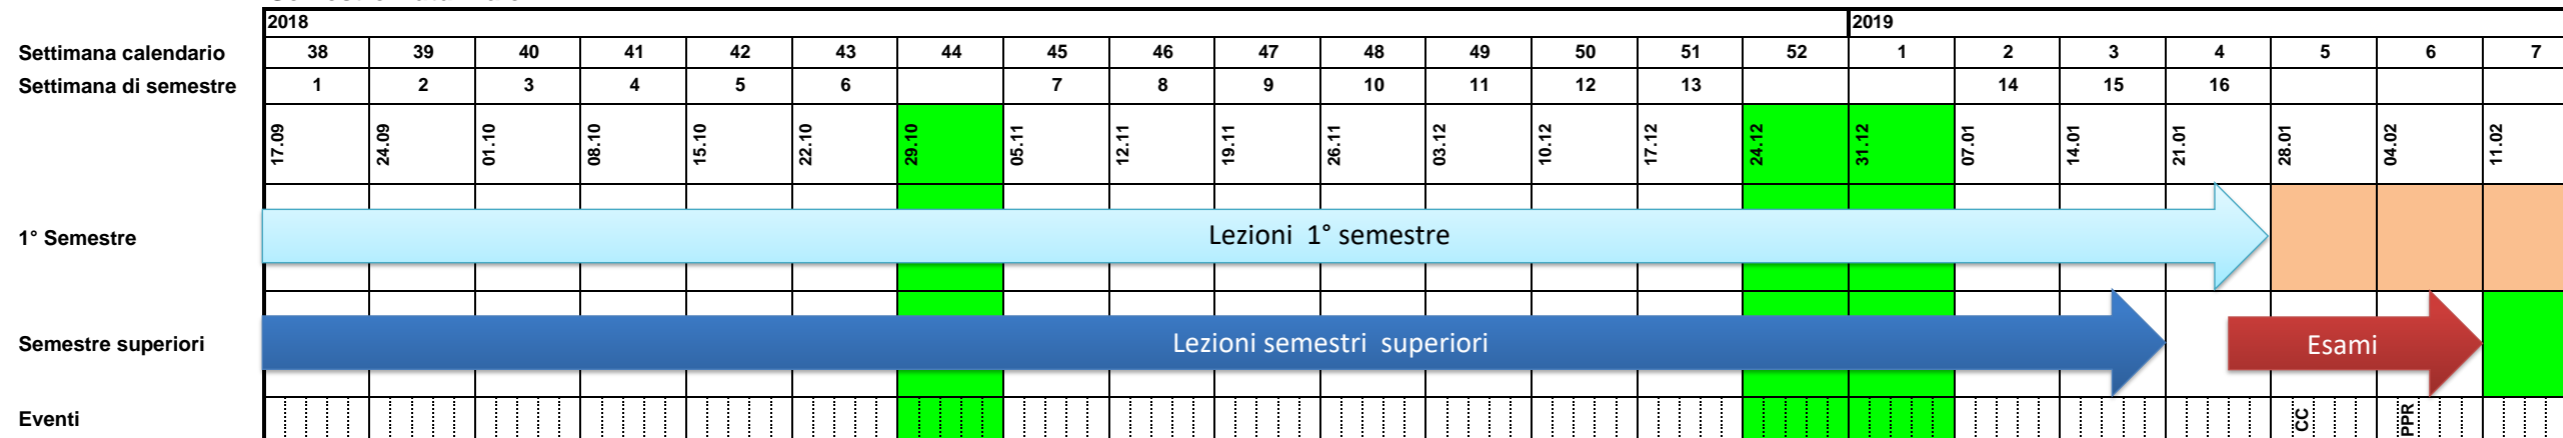 2018 2019
Settimana calendario 38 39 40 41 42 43 44 45 46 47 48 49 50 51 52 1 2 3 4 5 6 7
Settimana di semestre 1 2 3 4 5 6 7 8 9 10 11 12 13 14 15 16
17.09 24.09 01.10 08.10 15.10 22.10 29.10 05.11 12.11 19.11 26.11 03.12 10.12 17.12 24.12 31.12 07.01 14.01 21.01 28.01 04.02 11.02
1° Semestre Lezioni 1° semestre
Semestre superiori Lezioni semestri superiori Esami
Eventi CC PPR